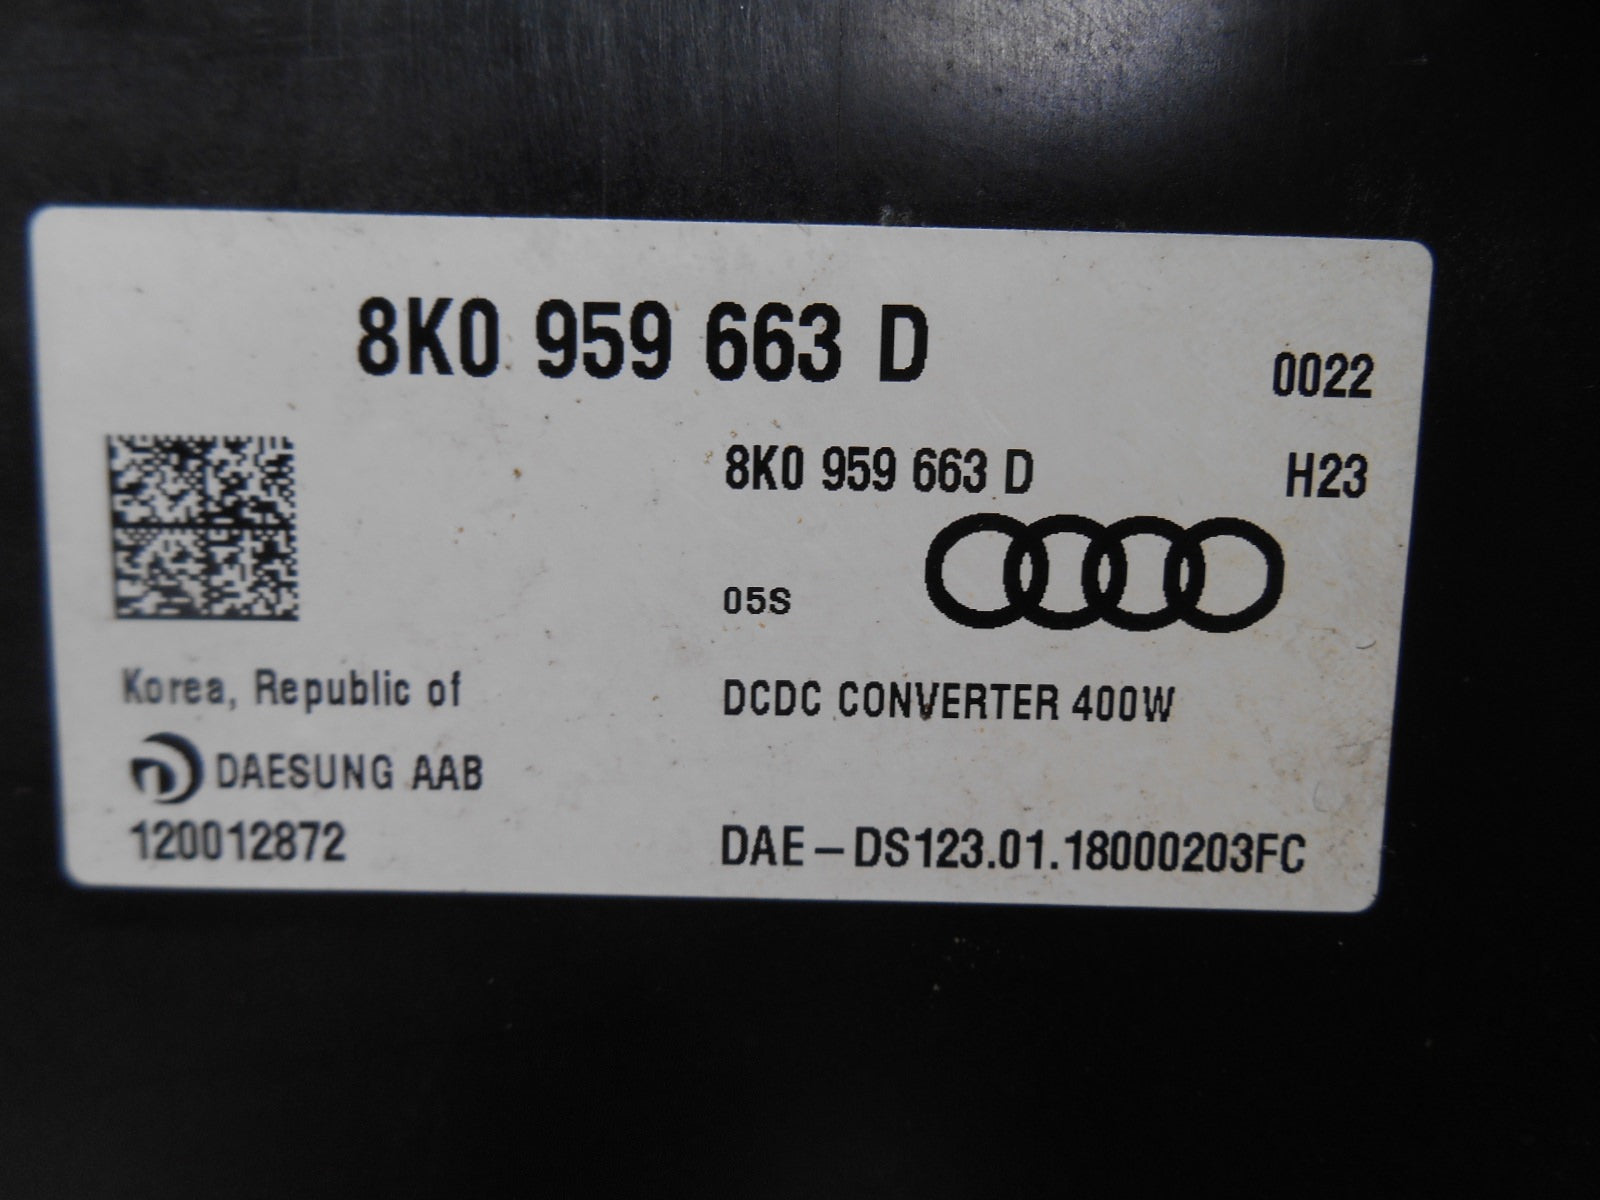 8K0 959 663 D
0022
8K0 959 663 D
H23
05S
Korea, Republic of
DCDC CONVERTER 400W
DAESUNG AAB
120012872
DAE-DS123.01.18000203FC